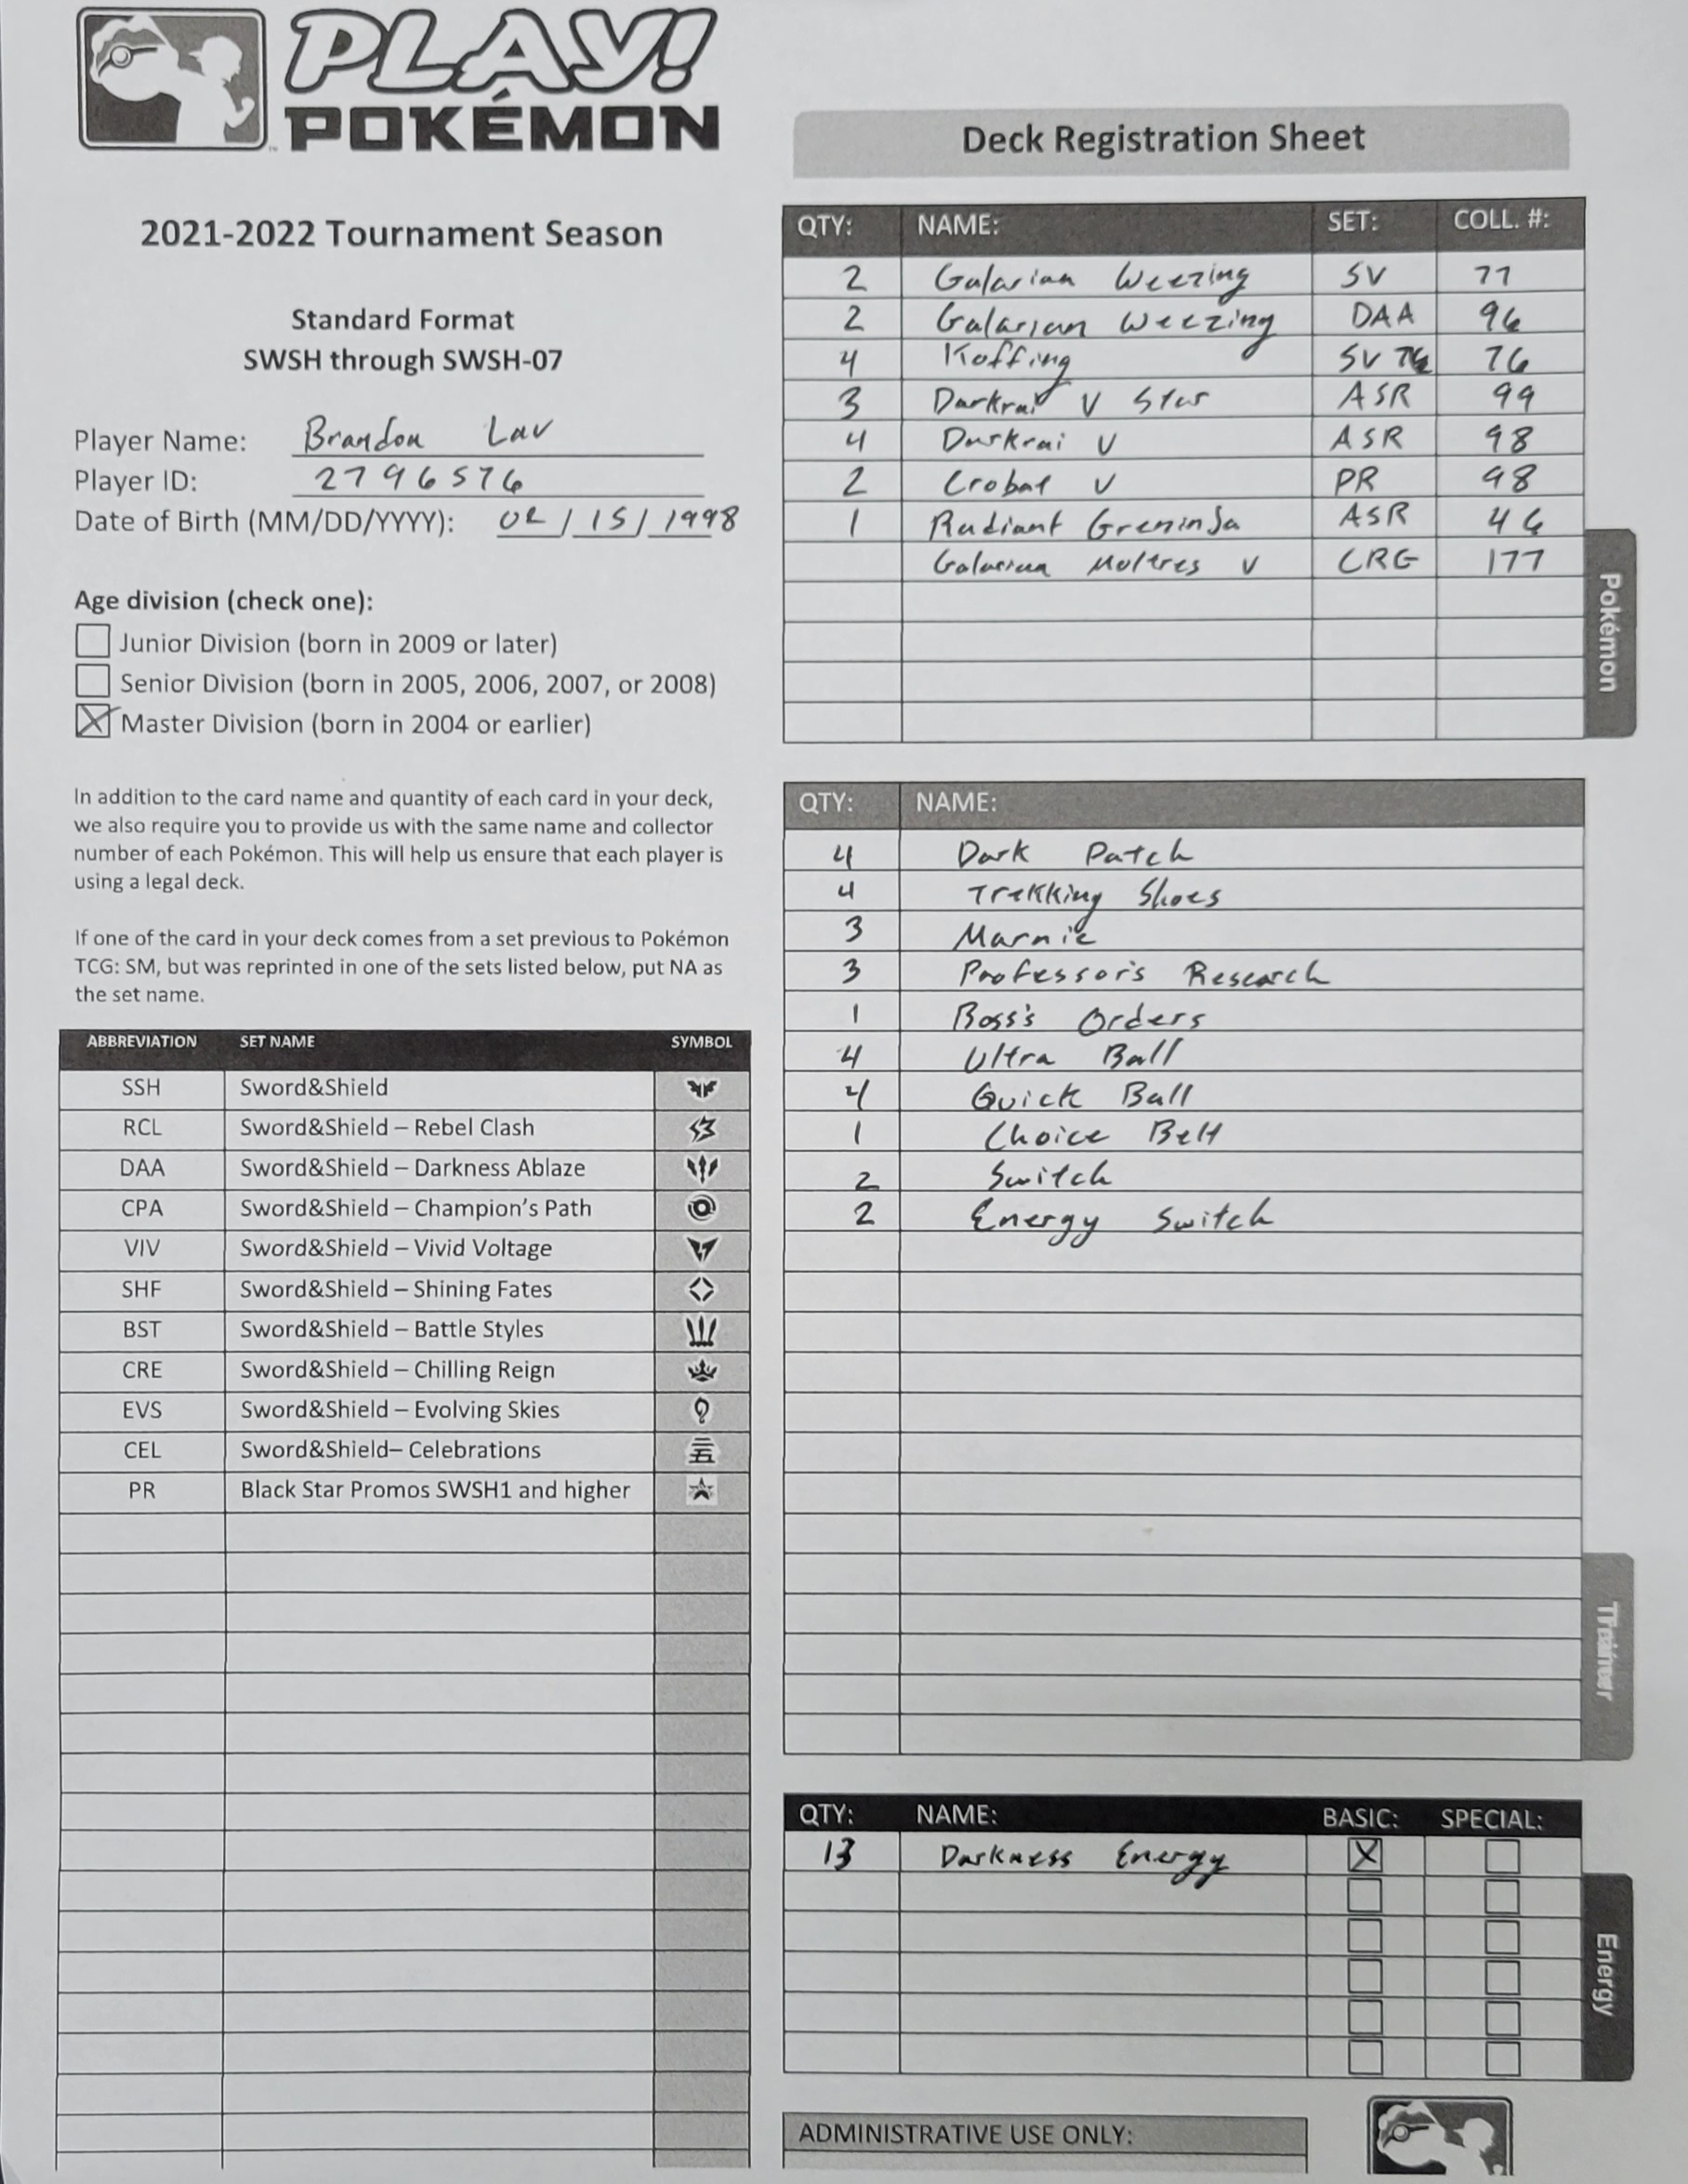 PLAY!
POKÉMON
2021-2022 Tournament Season
Standard Format
SWSH through SWSH-07
Player Name: Brandon Lau
Player ID: 2796576
Date of Birth (MM/DD/YYYY): 02/15/1998
Age division (check one):
Junior Division (born in 2009 or later)
Senior Division (born in 2005, 2006, 2007, or 2008)
Master Division (born in 2004 or earlier)
In addition to the card name and quantity of each card in your deck,
we also require you to provide us with the same name and collector
number of each Pokémon. This will help us ensure that each player is
using a legal deck.
If one of the card in your deck comes from a set previous to Pokémon
TCG: SM, but was reprinted in one of the sets listed below, put NA as
the set name.
ABBREVIATION SET NAME SYMBOL
SSH Sword&Shield
RCL Sword&Shield – Rebel Clash
DAA Sword&Shield – Darkness Ablaze
CPA Sword&Shield – Champion's Path
VIV Sword&Shield – Vivid Voltage
SHF Sword&Shield – Shining Fates
BST Sword&Shield – Battle Styles
CRE Sword&Shield – Chilling Reign
EVS Sword&Shield – Evolving Skies
CEL Sword&Shield– Celebrations
PR Black Star Promos SWSH1 and higher
Deck Registration Sheet
QTY: NAME: SET: COLL. #:
2 Galarian Weezing SV 77
2 Galarian Weezing DAA 96
4 Koffing SV 76
3 Darkrai V Star ASR 99
4 Darkrai V ASR 98
2 Crobat V PR 98
1 Radiant Greninja ASR 46
Galarian Moltres V CRG 177
Pokémon
QTY: NAME:
4 Dark Patch
4 Trekking Shoes
3 Marnie
3 Professor's Research
1 Boss's Orders
4 Ultra Ball
4 Quick Ball
1 Choice Belt
2 Switch
2 Energy Switch
Trainer
QTY: NAME: BASIC: SPECIAL:
13 Darkness Energy
Energy
ADMINISTRATIVE USE ONLY: